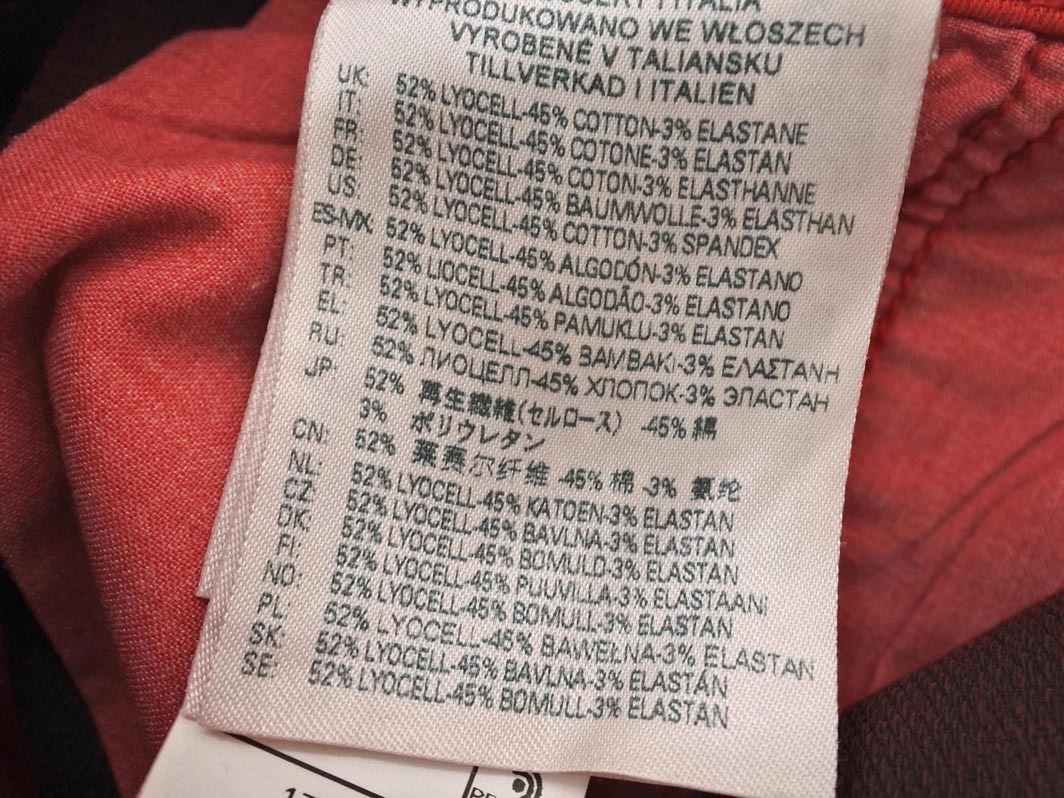 WYPRODUKOWANO WE WŁOSZECH
VYROBENÉ V TALIANSKU
TILLVERKAD I ITALIEN
UK: 52% LYOCELL-45% COTTON-3% ELASTANE
IT: 52% LYOCELL-45% COTONE-3% ELASTAN
FR: 52% LYOCELL-45% COTON-3% ELASTHANNE
DE: 52% LYOCELL-45% BAUMWOLLE-3% ELASTHAN
US: 52% LYOCELL-45% COTTON-3% SPANDEX
ES-MX: 52% LYOCELL-45% ALGODÓN-3% ELASTANO
PT: 52% LIOCELL-45% ALGODÃO-3% ELASTANO
TR: 52% LYOCELL-45% PAMUKLU-3% ELASTAN
EL: 52% LYOCELL-45% ΒΑΜΒΑΚΙ-3% ΕΛΑΣΤΑΝΗ
RU: 52% ЛИОЦЕЛЛ-45% ХЛОПОК-3% ЭЛАСТАН
JP: 52% 再生繊維(セルロース) -45% 綿
3% ポリウレタン
CN: 52% 莱赛尔纤维 -45% 棉 -3% 氨纶
NL: 52% LYOCELL-45% KATOEN-3% ELASTAN
CZ: 52% LYOCELL-45% BAVLNA-3% ELASTAN
DK: 52% LYOCELL-45% BOMULD-3% ELASTAN
FI: 52% LYOCELL-45% PUUVILLA-3% ELASTAANI
NO: 52% LYOCELL-45% BOMULL-3% ELASTAN
PL: 52% LYOCELL-45% BAWEŁNA-3% ELASTAN
SK: 52% LYOCELL-45% BAVLNA-3% ELASTÁN
SE: 52% LYOCELL-45% BOMULL-3% ELASTAN